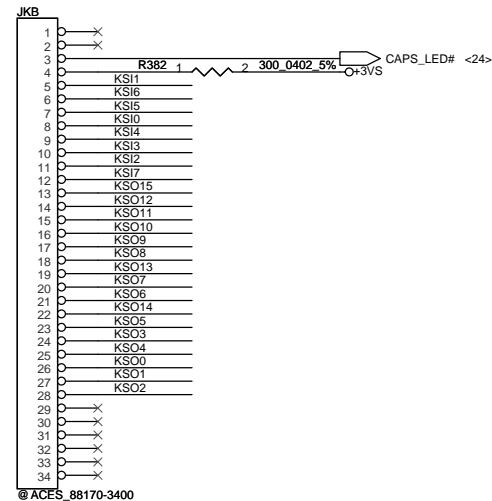 JKB
1
2
3 CAPS_LED# <24>
4 R382 1 2 300_0402_5% +3VS
5 KSI1
6 KSI6
7 KSI5
8 KSI0
9 KSI4
10 KSI3
11 KSI2
12 KSI7
13 KSO15
14 KSO12
15 KSO11
16 KSO10
17 KSO9
18 KSO8
19 KSO13
20 KSO7
21 KSO6
22 KSO14
23 KSO5
24 KSO3
25 KSO4
26 KSO0
27 KSO1
28 KSO2
29
30
31
32
33
34
@ ACES_88170-3400